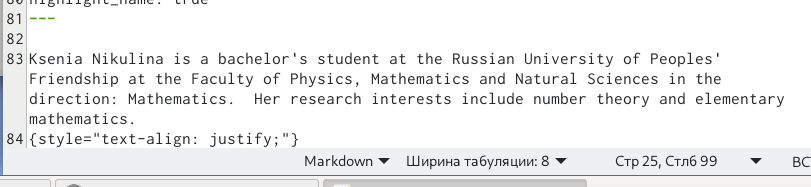 80 highlight_name: true
81 ---
82
83 Ksenia Nikulina is a bachelor's student at the Russian University of Peoples'
Friendship at the Faculty of Physics, Mathematics and Natural Sciences in the
direction: Mathematics.  Her research interests include number theory and elementary
mathematics.
84 {style="text-align: justify;"}
Markdown Ширина табуляции: 8 Стр 25, Стлб 99 ВС